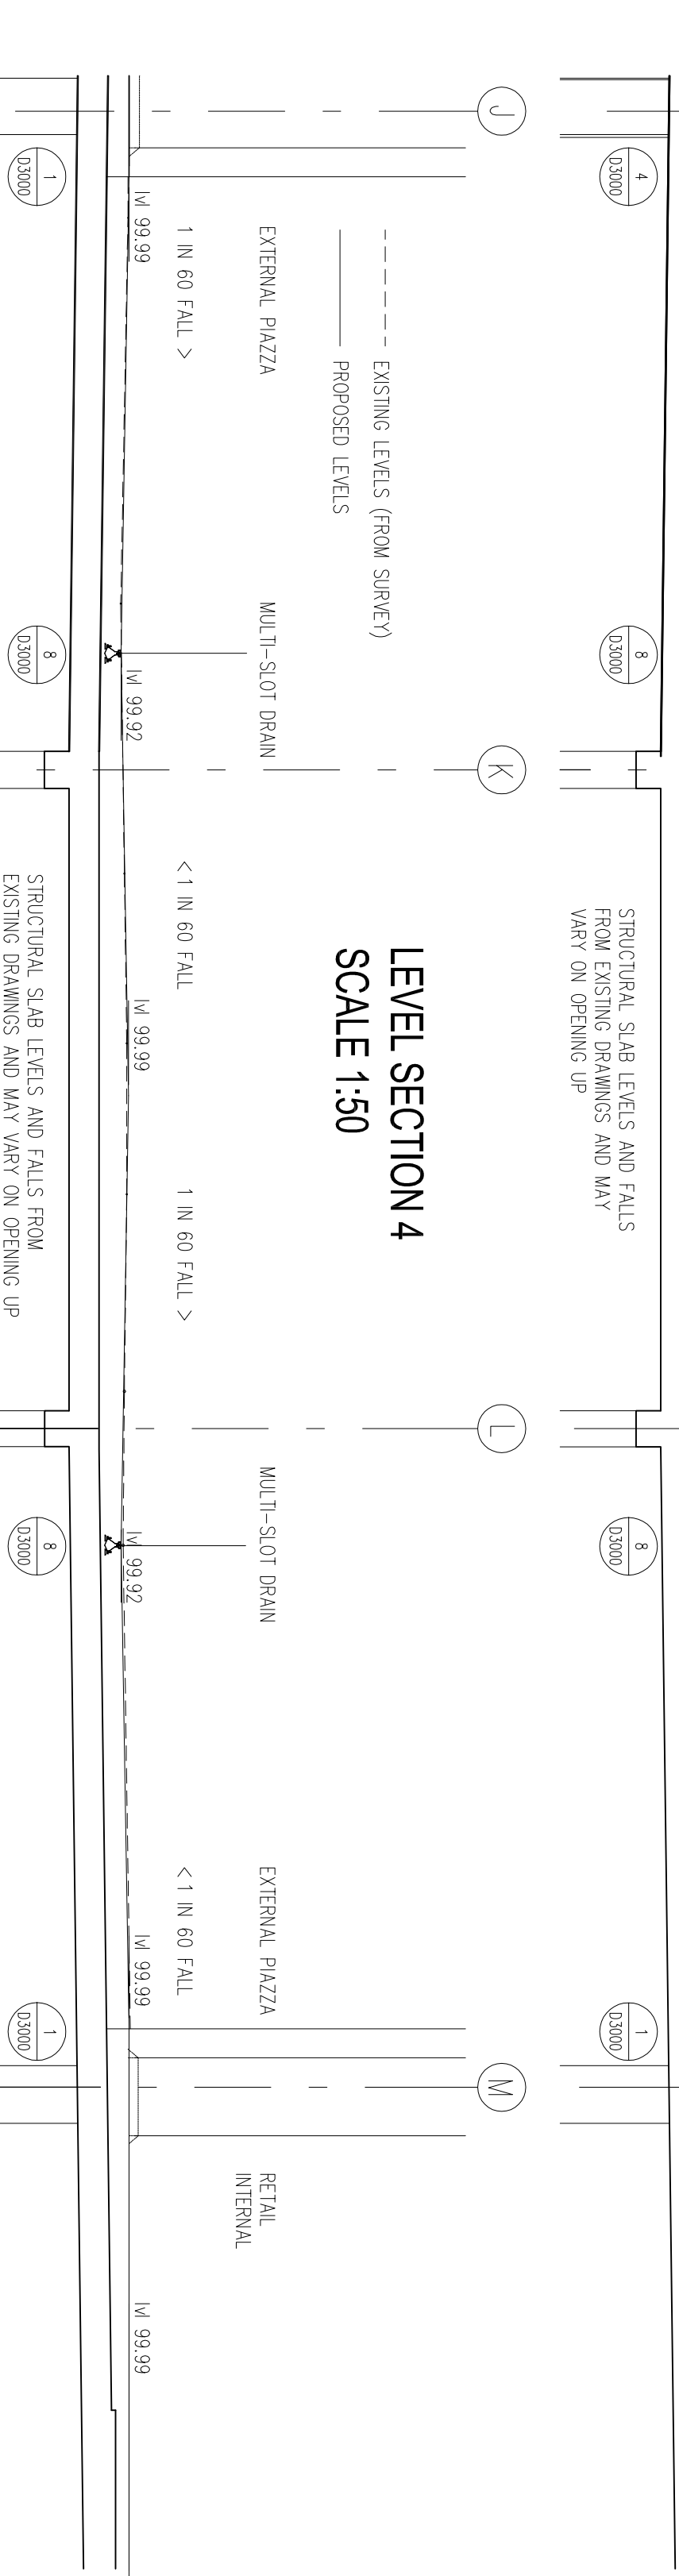 4
D3000
8
D3000
8
D3000
1
D3000
STRUCTURAL SLAB LEVELS AND FALLS
FROM EXISTING DRAWINGS AND MAY
VARY ON OPENING UP
J
K
L
M
LEVEL SECTION 4
SCALE 1:50
EXISTING LEVELS (FROM SURVEY)
PROPOSED LEVELS
EXTERNAL PIAZZA
MULTI-SLOT DRAIN
MULTI-SLOT DRAIN
EXTERNAL PIAZZA
RETAIL
INTERNAL
1 IN 60 FALL >
< 1 IN 60 FALL
1 IN 60 FALL >
< 1 IN 60 FALL
lvl 99.99
lvl 99.92
lvl 99.99
lvl 99.92
lvl 99.99
lvl 99.99
1
D3000
8
D3000
8
D3000
1
D3000
STRUCTURAL SLAB LEVELS AND FALLS FROM
EXISTING DRAWINGS AND MAY VARY ON OPENING UP